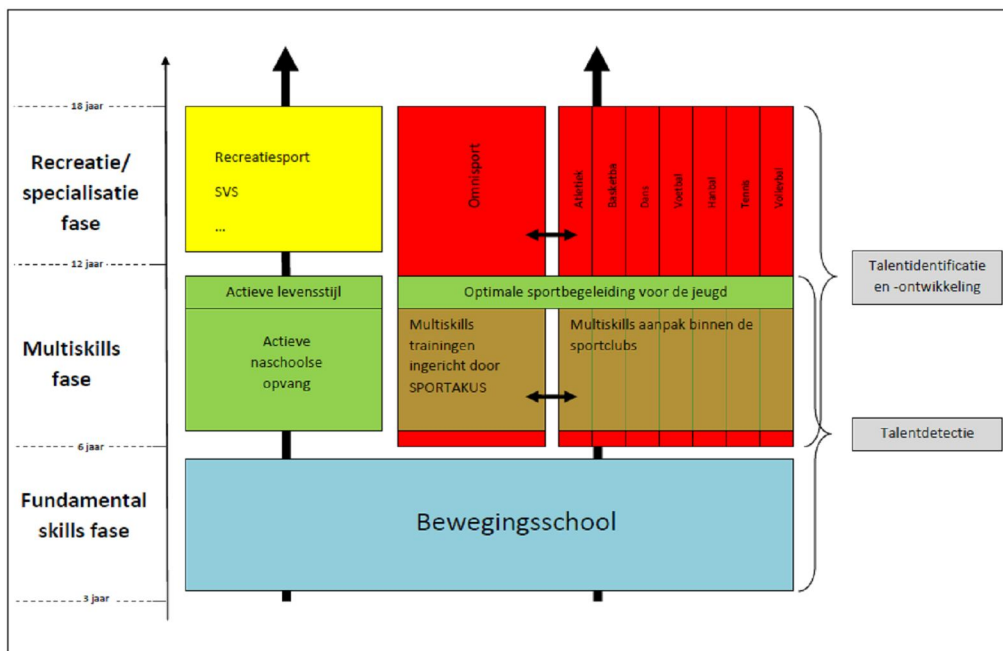 18 jaar
Recreatie/
specialisatie
fase
12 jaar
Multiskills
fase
6 jaar
Fundamental
skills fase
3 jaar
Recreatiesport
SVS
...
Omnisport
Atletiek
Basketba
Dans
Voetbal
Hanbal
Tennis
Volleybal
Actieve levensstijl
Actieve
naschoolse
opvang
Optimale sportbegeleiding voor de jeugd
Multiskills
trainingen
ingericht door
SPORTAKUS
Multiskills aanpak binnen de
sportclubs
Bewegingsschool
Talentidentificatie
en -ontwikkeling
Talentdetectie